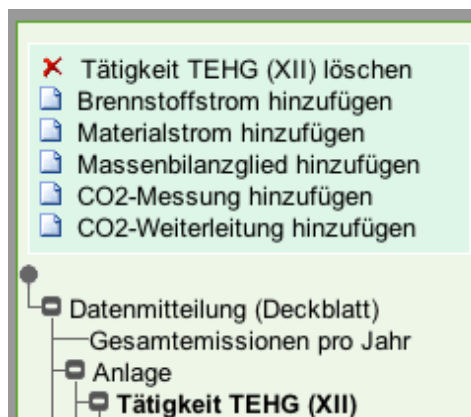 Tätigkeit TEHG (XII) löschen
Brennstoffstrom hinzufügen
Materialstrom hinzufügen
Massenbilanzglied hinzufügen
CO2-Messung hinzufügen
CO2-Weiterleitung hinzufügen
Datenmitteilung (Deckblatt)
Gesamtemissionen pro Jahr
Anlage
Tätigkeit TEHG (XII)